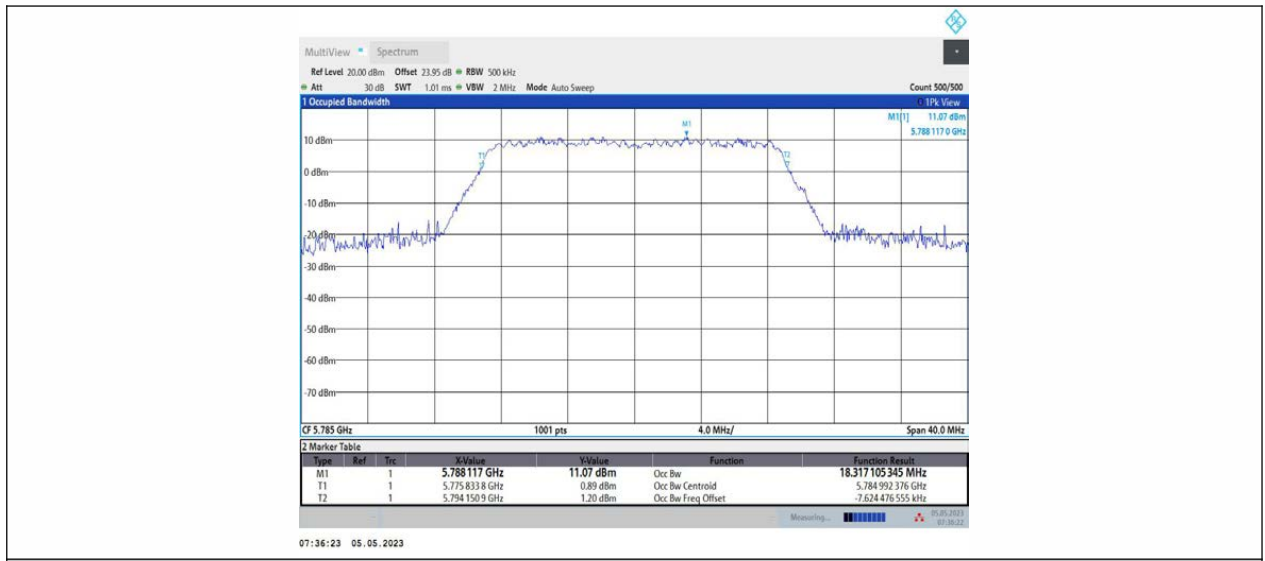 MultiView Spectrum
Ref Level 20.00 dBm Offset 23.95 dB RBW 500 kHz
Att 30 dB SWT 1.01 ms VBW 2 MHz Mode Auto Sweep Count 500/500
1 Occupied Bandwidth 1Pk View
M1[1] 11.07 dBm
5.788 117 0 GHz
M1
10 dBm
T1 T2
0 dBm
-10 dBm
-20 dBm
-30 dBm
-40 dBm
-50 dBm
-60 dBm
-70 dBm
CF 5.785 GHz 1001 pts 4.0 MHz/ Span 40.0 MHz
2 Marker Table
Type Ref Trc X-Value Y-Value Function Function Result
M1 1 5.788 117 GHz 11.07 dBm Occ Bw 18.317 105 345 MHz
T1 1 5.775 833 8 GHz 0.89 dBm Occ Bw Centroid 5.784 992 376 GHz
T2 1 5.794 150 9 GHz 1.20 dBm Occ Bw Freq Offset -7.624 476 555 kHz
Measuring... 05.05.2023
07:36:22
07:36:23 05.05.2023